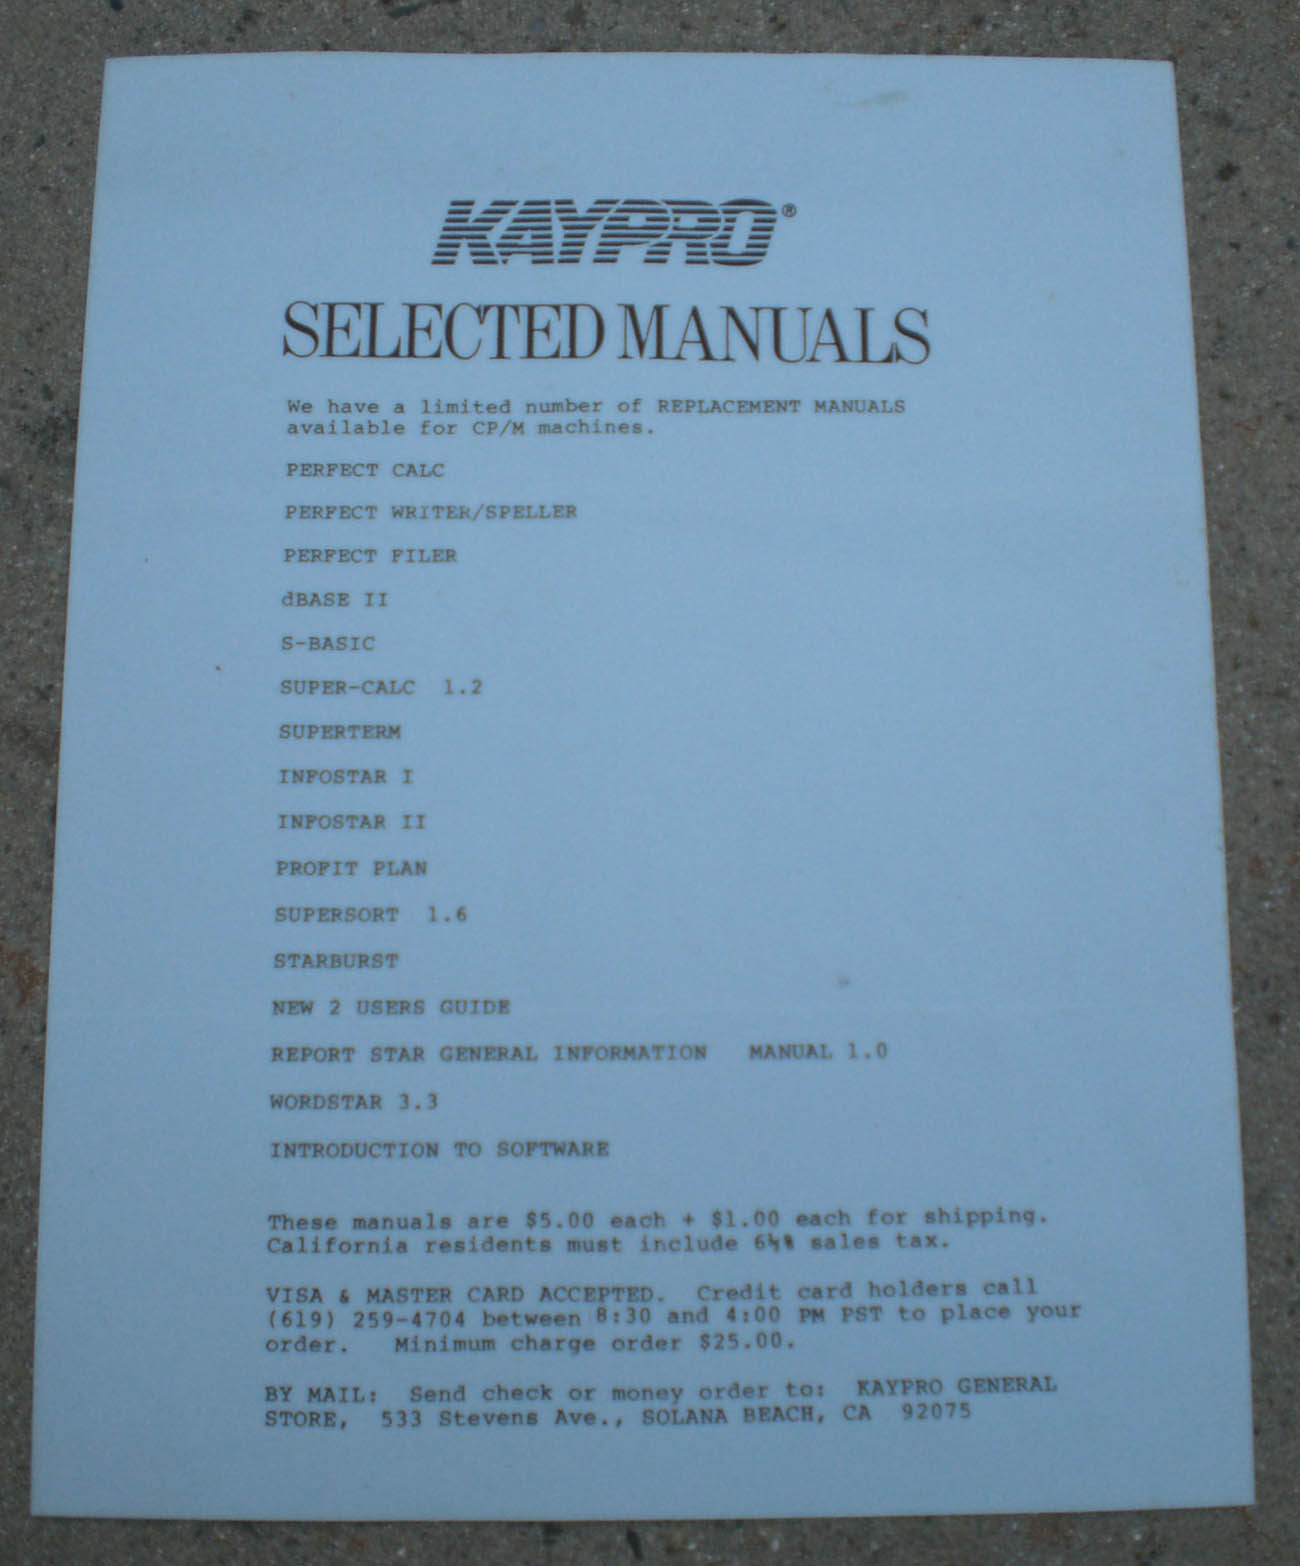 KAYPRO®
SELECTED MANUALS
We have a limited number of REPLACEMENT MANUALS
available for CP/M machines.
PERFECT CALC
PERFECT WRITER/SPELLER
PERFECT FILER
dBASE II
S-BASIC
SUPER-CALC 1.2
SUPERTERM
INFOSTAR I
INFOSTAR II
PROFIT PLAN
SUPERSORT 1.6
STARBURST
NEW 2 USERS GUIDE
REPORT STAR GENERAL INFORMATION MANUAL 1.0
WORDSTAR 3.3
INTRODUCTION TO SOFTWARE
These manuals are $5.00 each + $1.00 each for shipping.
California residents must include sales tax.
VISA & MASTER CARD ACCEPTED. Credit card holders call
(619) 259-4704 between 8:30 and 4:00 PM PST to place your
order. Minimum charge order $25.00.
BY MAIL: Send check or money order to: KAYPRO GENERAL
STORE, 533 Stevens Ave., SOLANA BEACH, CA 92075